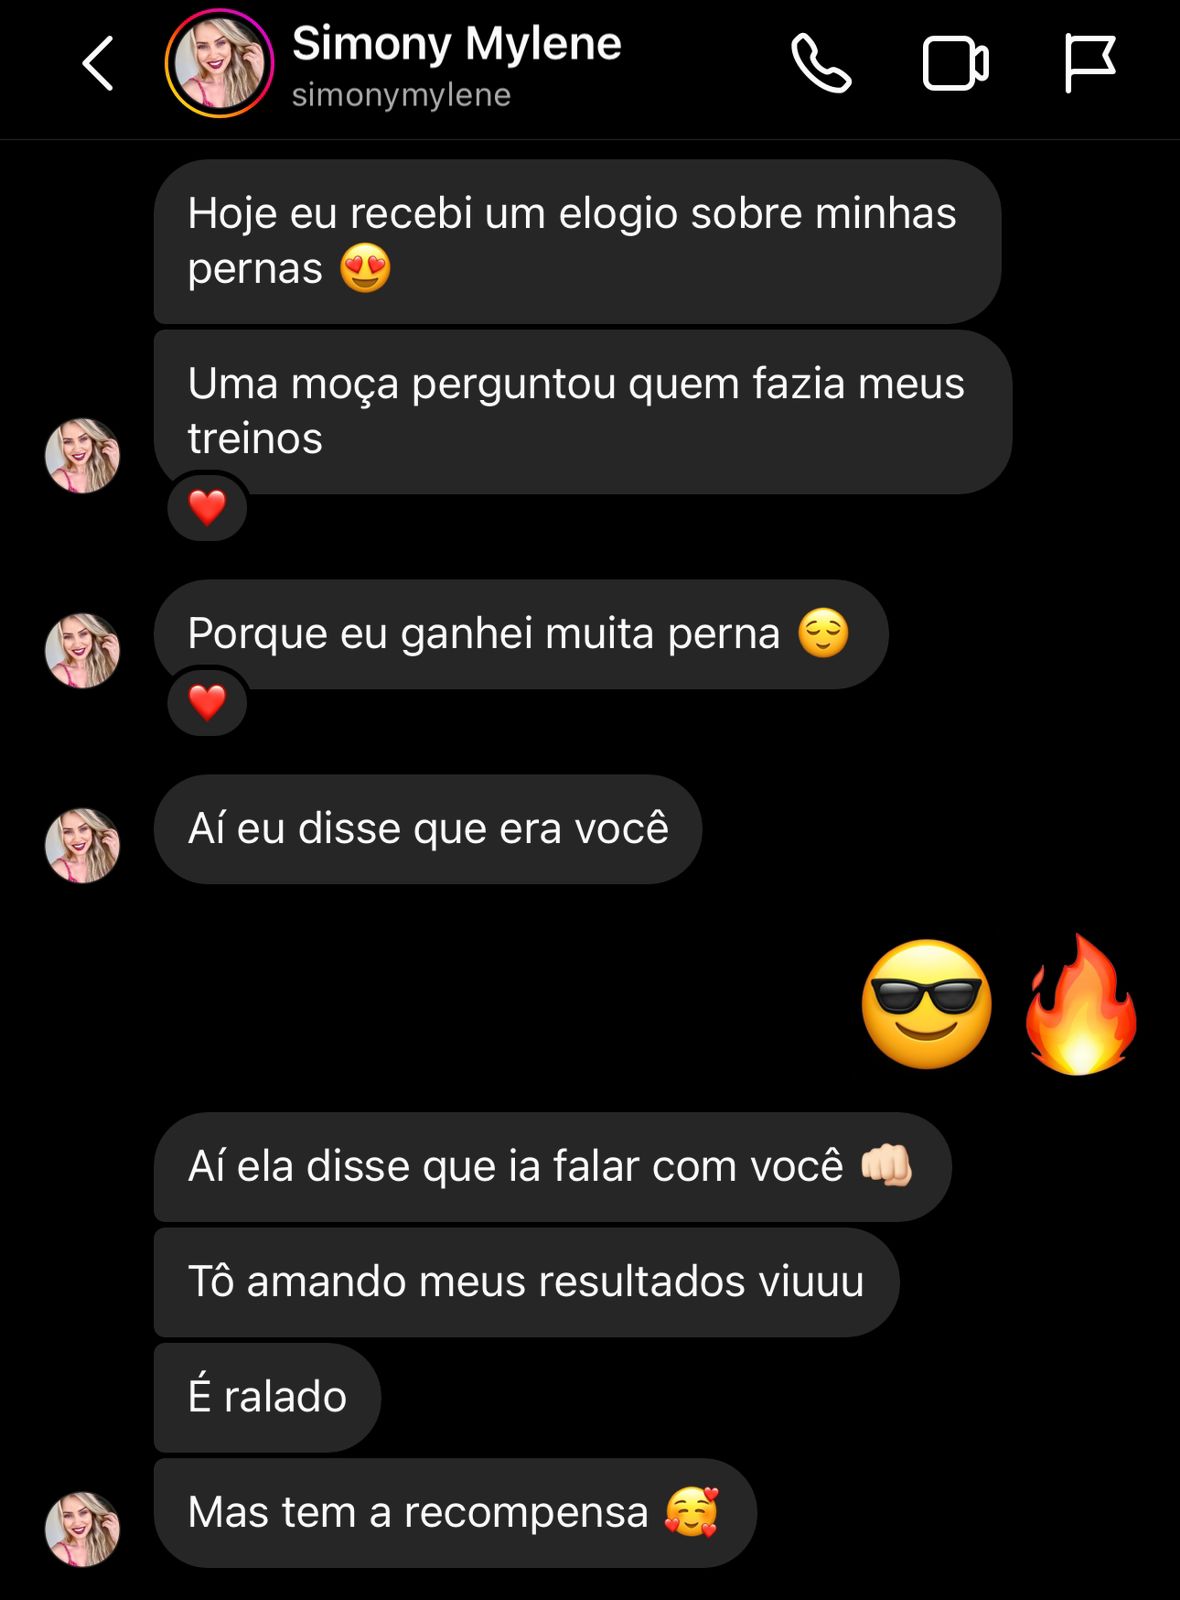 Simony Mylene
simonymylene
Hoje eu recebi um elogio sobre minhas
pernas 😍
Uma moça perguntou quem fazia meus
treinos
❤️
Porque eu ganhei muita perna 😌
❤️
Aí eu disse que era você
😎🔥
Aí ela disse que ia falar com você 👊🏻
Tô amando meus resultados viuuu
É ralado
Mas tem a recompensa 🥰